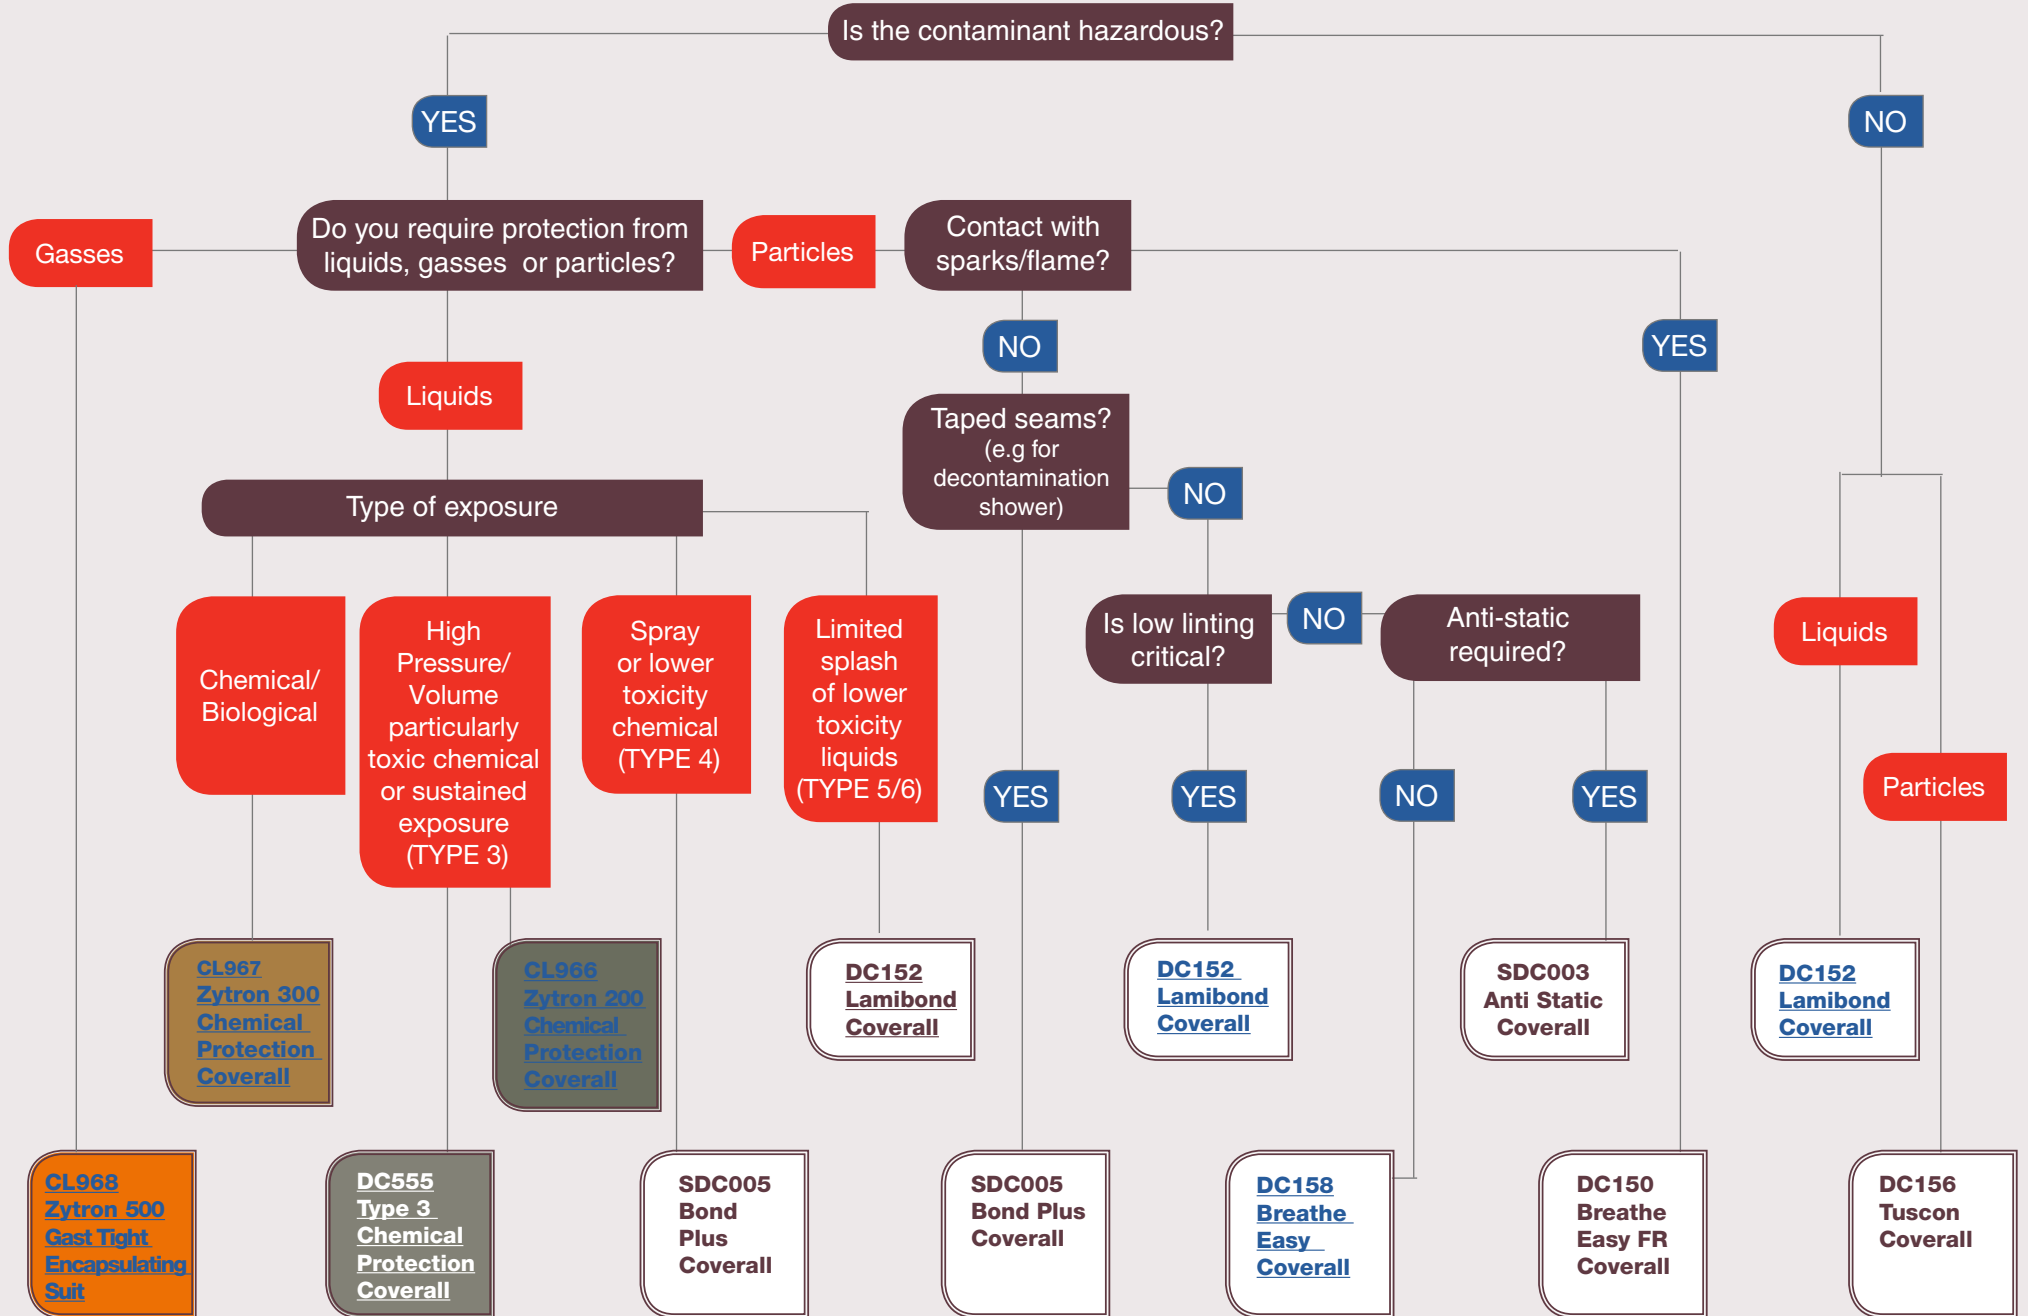 Is the contaminant hazardous?
YES
NO
Gasses
Do you require protection from
liquids, gasses or particles?
Particles
Contact with
sparks/flame?
NO
YES
Liquids
Taped seams?
(e.g for
decontamination
shower)
NO
Type of exposure
Chemical/
Biological
High
Pressure/
Volume
particularly
toxic chemical
or sustained
exposure
(TYPE 3)
Spray
or lower
toxicity
chemical
(TYPE 4)
Limited
splash
of lower
toxicity
liquids
(TYPE 5/6)
Is low linting
critical?
NO
Anti-static
required?
Liquids
Particles
YES
YES
NO
YES
CL967
Zytron 300
Chemical
Protection
Coverall
CL966
Zytron 200
Chemical
Protection
Coverall
DC152
Lamibond
Coverall
DC152
Lamibond
Coverall
SDC003
Anti Static
Coverall
DC152
Lamibond
Coverall
CL968
Zytron 500
Gast Tight
Encapsulating
Suit
DC555
Type 3
Chemical
Protection
Coverall
SDC005
Bond
Plus
Coverall
SDC005
Bond Plus
Coverall
DC158
Breathe
Easy
Coverall
DC150
Breathe
Easy FR
Coverall
DC156
Tuscon
Coverall